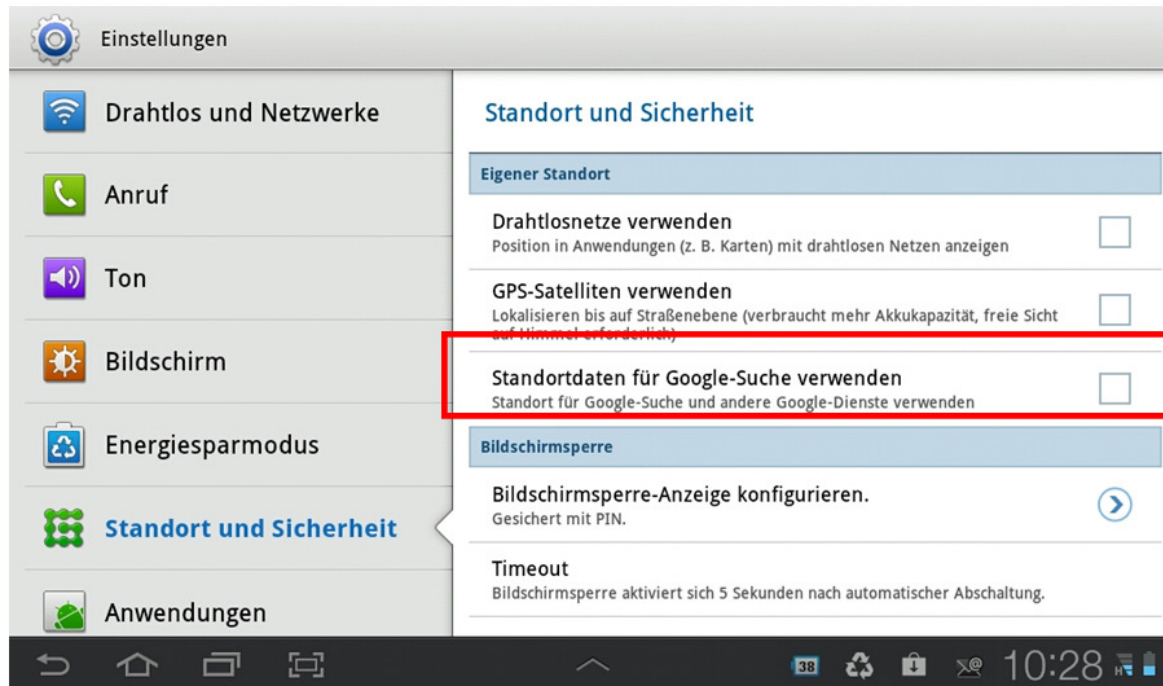 Einstellungen
Drahtlos und Netzwerke
Anruf
Ton
Bildschirm
Energiesparmodus
Standort und Sicherheit
Anwendungen
Standort und Sicherheit
Eigener Standort
Drahtlosnetze verwenden
Position in Anwendungen (z. B. Karten) mit drahtlosen Netzen anzeigen
GPS-Satelliten verwenden
Lokalisieren bis auf Straßenebene (verbraucht mehr Akkukapazität, freie Sicht
auf Himmel erforderlich)
Standortdaten für Google-Suche verwenden
Standort für Google-Suche und andere Google-Dienste verwenden
Bildschirmsperre
Bildschirmsperre-Anzeige konfigurieren.
Gesichert mit PIN.
Timeout
Bildschirmsperre aktiviert sich 5 Sekunden nach automatischer Abschaltung.
38
10:28
H